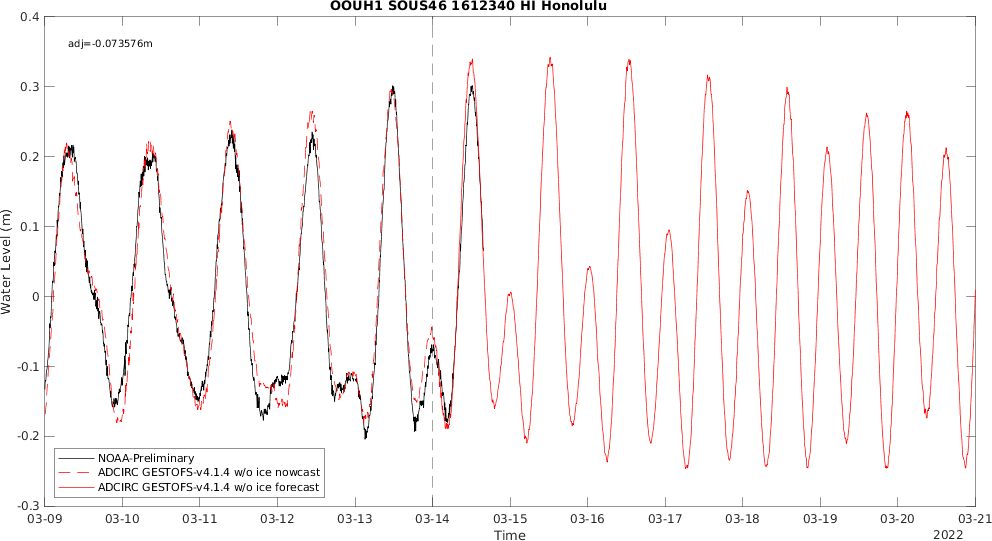 OOUH1 SOUS46 1612340 HI Honolulu
0.4
adj=-0.073576m
0.3
0.2
0.1
0
-0.1
-0.2
-0.3
Water Level (m)
NOAA-Preliminary
ADCIRC GESTOFS-v4.1.4 w/o ice nowcast
ADCIRC GESTOFS-v4.1.4 w/o ice forecast
03-09 03-10 03-11 03-12 03-13 03-14 03-15 03-16 03-17 03-18 03-19 03-20 03-21
Time
2022